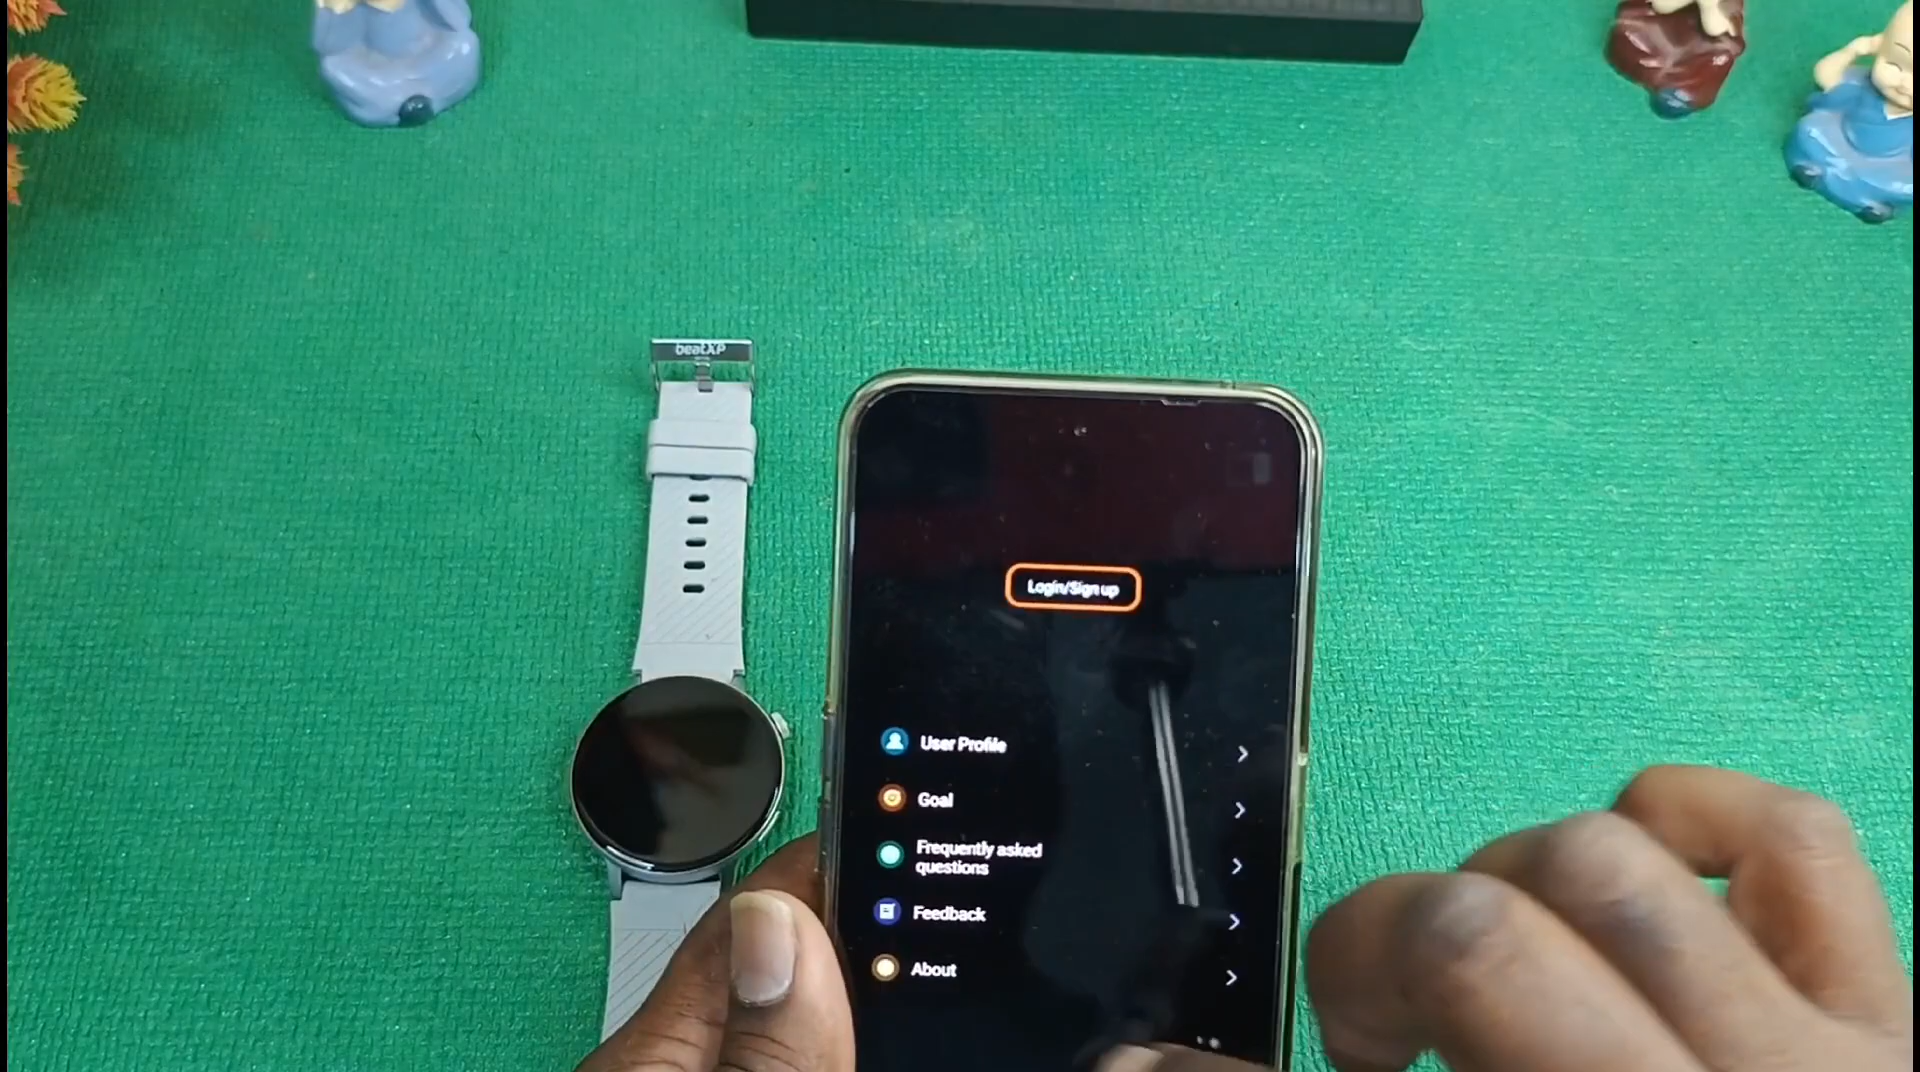 beatXP
Login/Sign up
User Profile
Goal
Frequently asked
questions
Feedback
About